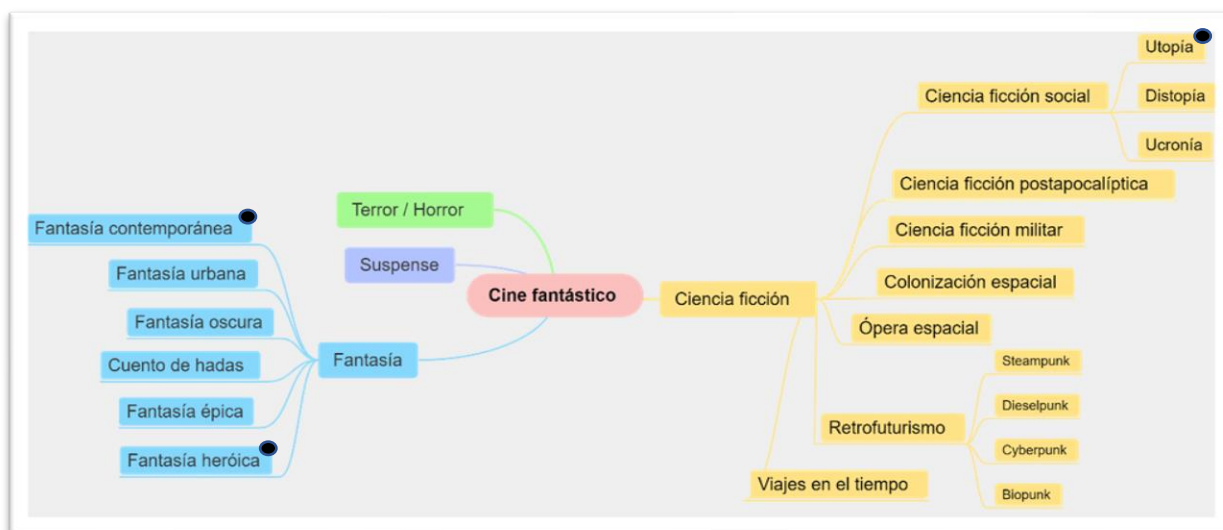 Utopía
Ciencia ficción social
Distopía
Ucronía
Ciencia ficción postapocalíptica
Terror / Horror
Fantasía contemporánea
Ciencia ficción militar
Suspense
Fantasía urbana
Colonización espacial
Cine fantástico
Ciencia ficción
Fantasía oscura
Ópera espacial
Fantasía
Cuento de hadas
Steampunk
Fantasía épica
Dieselpunk
Retrofuturismo
Cyberpunk
Fantasía heróica
Viajes en el tiempo
Biopunk